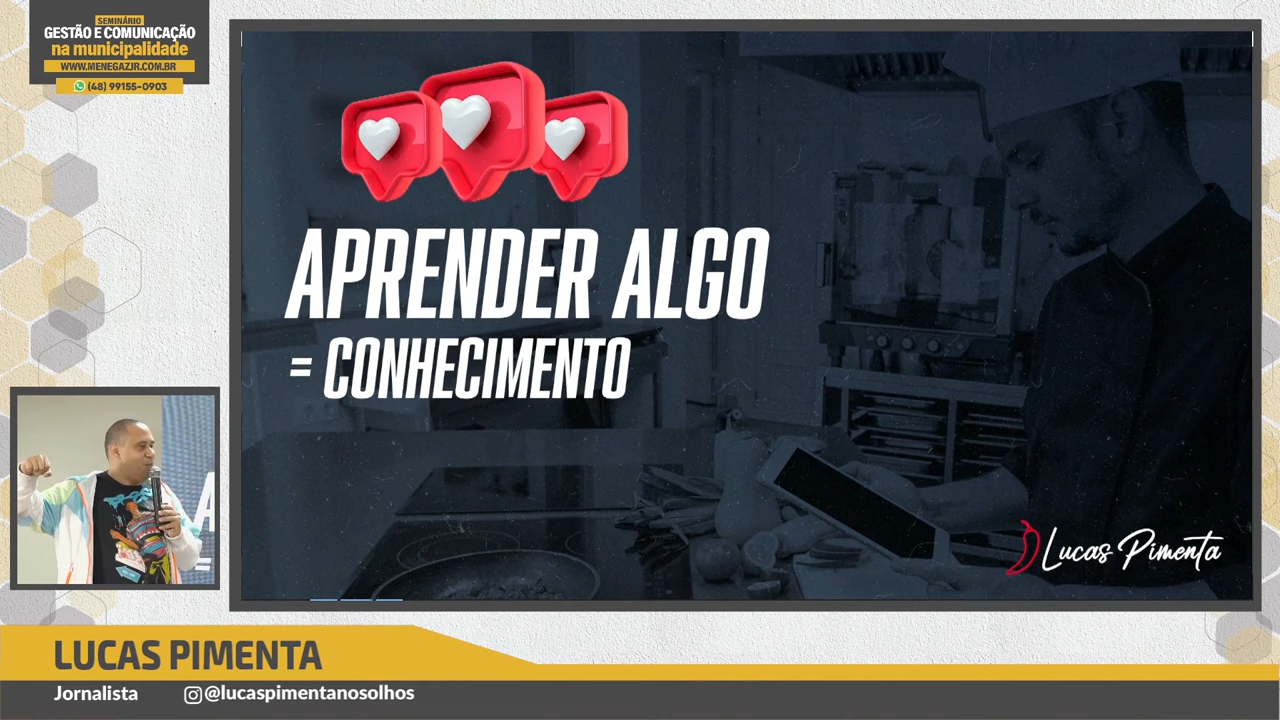 SEMINÁRIO
GESTÃO E COMUNICAÇÃO
na municipalidade
WWW.MENEGAZJR.COM.BR
(48) 99155-0903
APRENDER ALGO
= CONHECIMENTO
Lucas Pimenta
LUCAS PIMENTA
Jornalista
@lucaspimentanosolhos